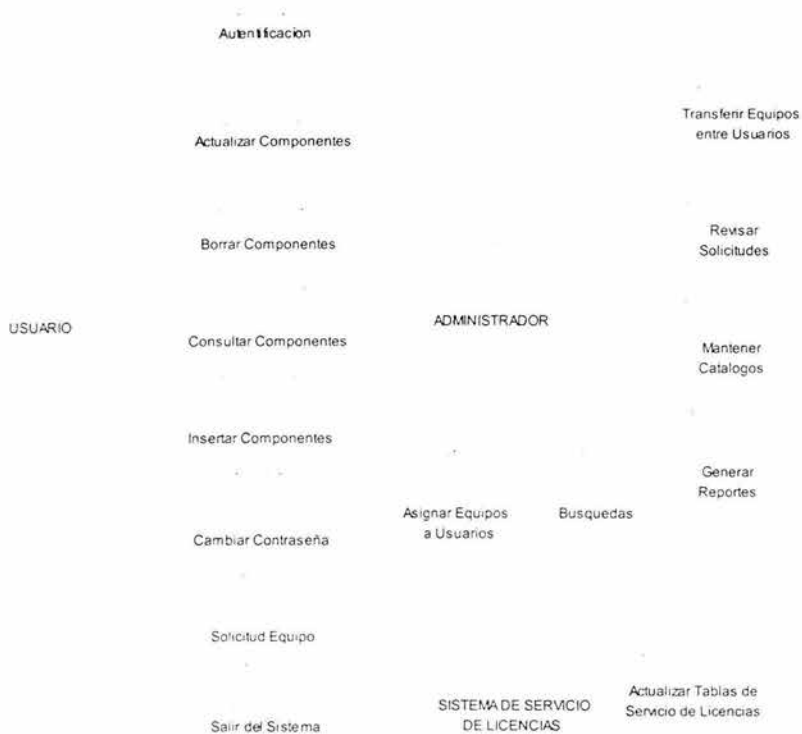 Autentificacion
Transferir Equipos
entre Usuarios
Actualizar Componentes
Revisar
Solicitudes
Borrar Componentes
USUARIO
ADMINISTRADOR
Consultar Componentes
Mantener
Catalogos
Insertar Componentes
Generar
Reportes
Asignar Equipos
a Usuarios
Busquedas
Cambiar Contraseña
Solicitud Equipo
Actualizar Tablas de
Servicio de Licencias
SISTEMA DE SERVICIO
DE LICENCIAS
Salir del Sistema